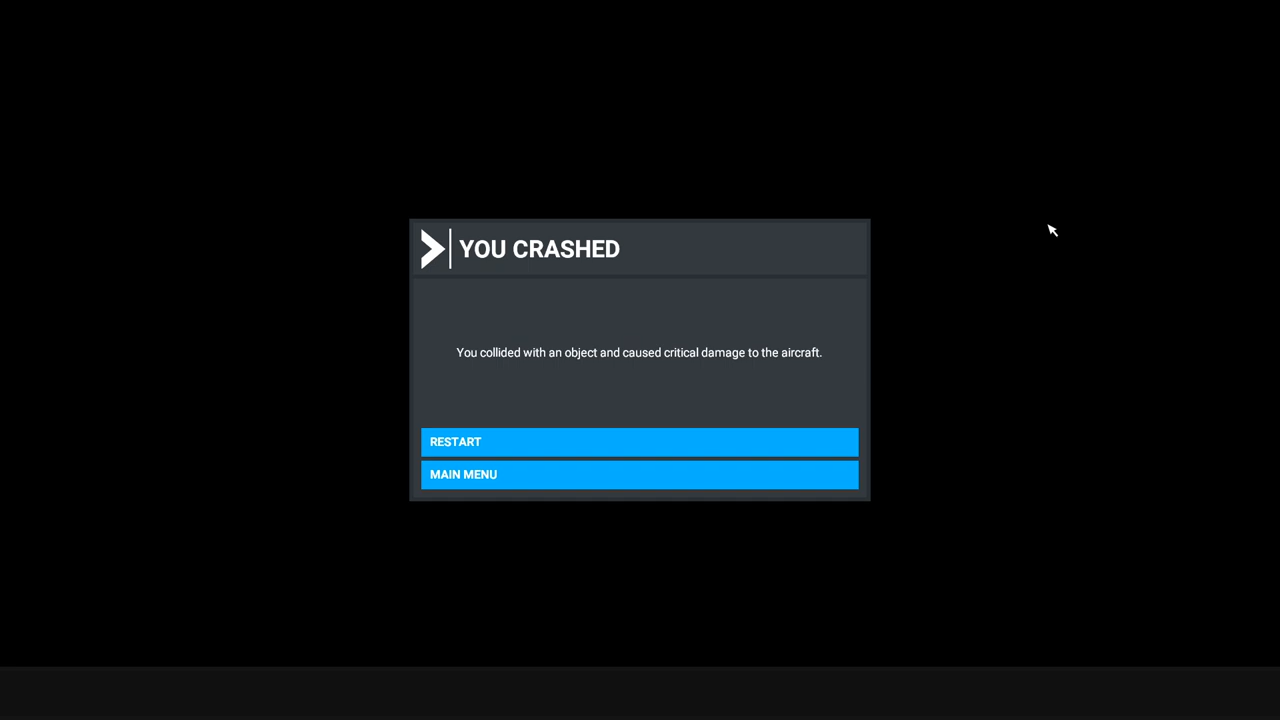 YOU CRASHED
You collided with an object and caused critical damage to the aircraft.
RESTART
MAIN MENU